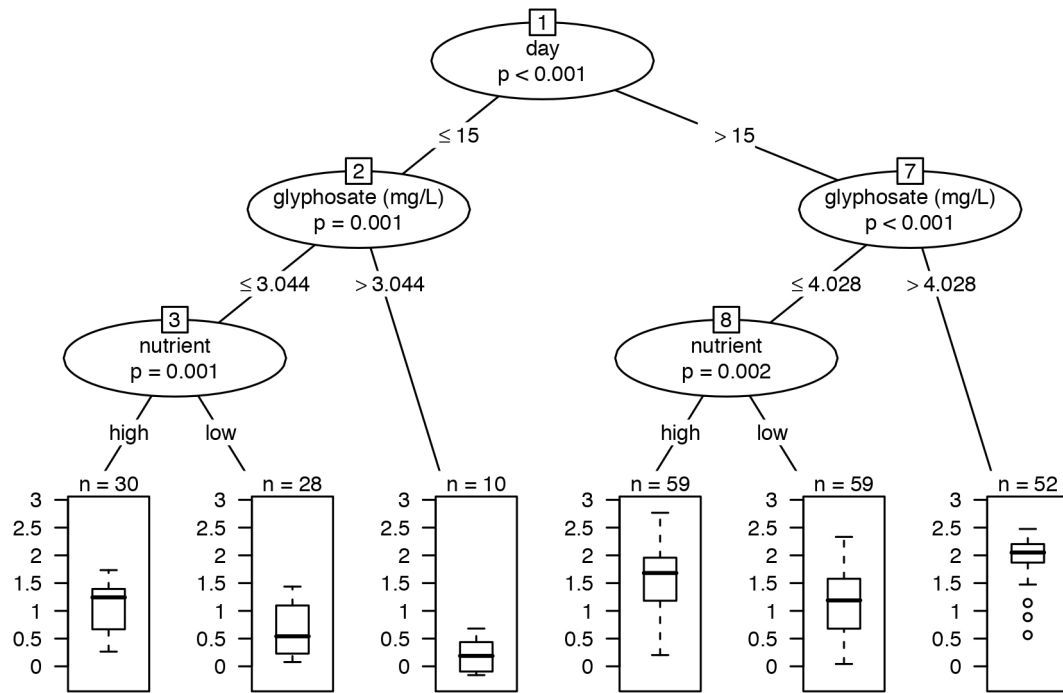 1
day
p < 0.001
≤ 15
> 15
2
glyphosate (mg/L)
p = 0.001
7
glyphosate (mg/L)
p < 0.001
≤ 3.044
> 3.044
≤ 4.028
> 4.028
3
nutrient
p = 0.001
8
nutrient
p = 0.002
high
low
high
low
n = 30
3
2.5
2
1.5
1
0.5
0
n = 28
3
2.5
2
1.5
1
0.5
0
n = 10
3
2.5
2
1.5
1
0.5
0
n = 59
3
2.5
2
1.5
1
0.5
0
n = 59
3
2.5
2
1.5
1
0.5
0
n = 52
3
2.5
2
1.5
1
0.5
0